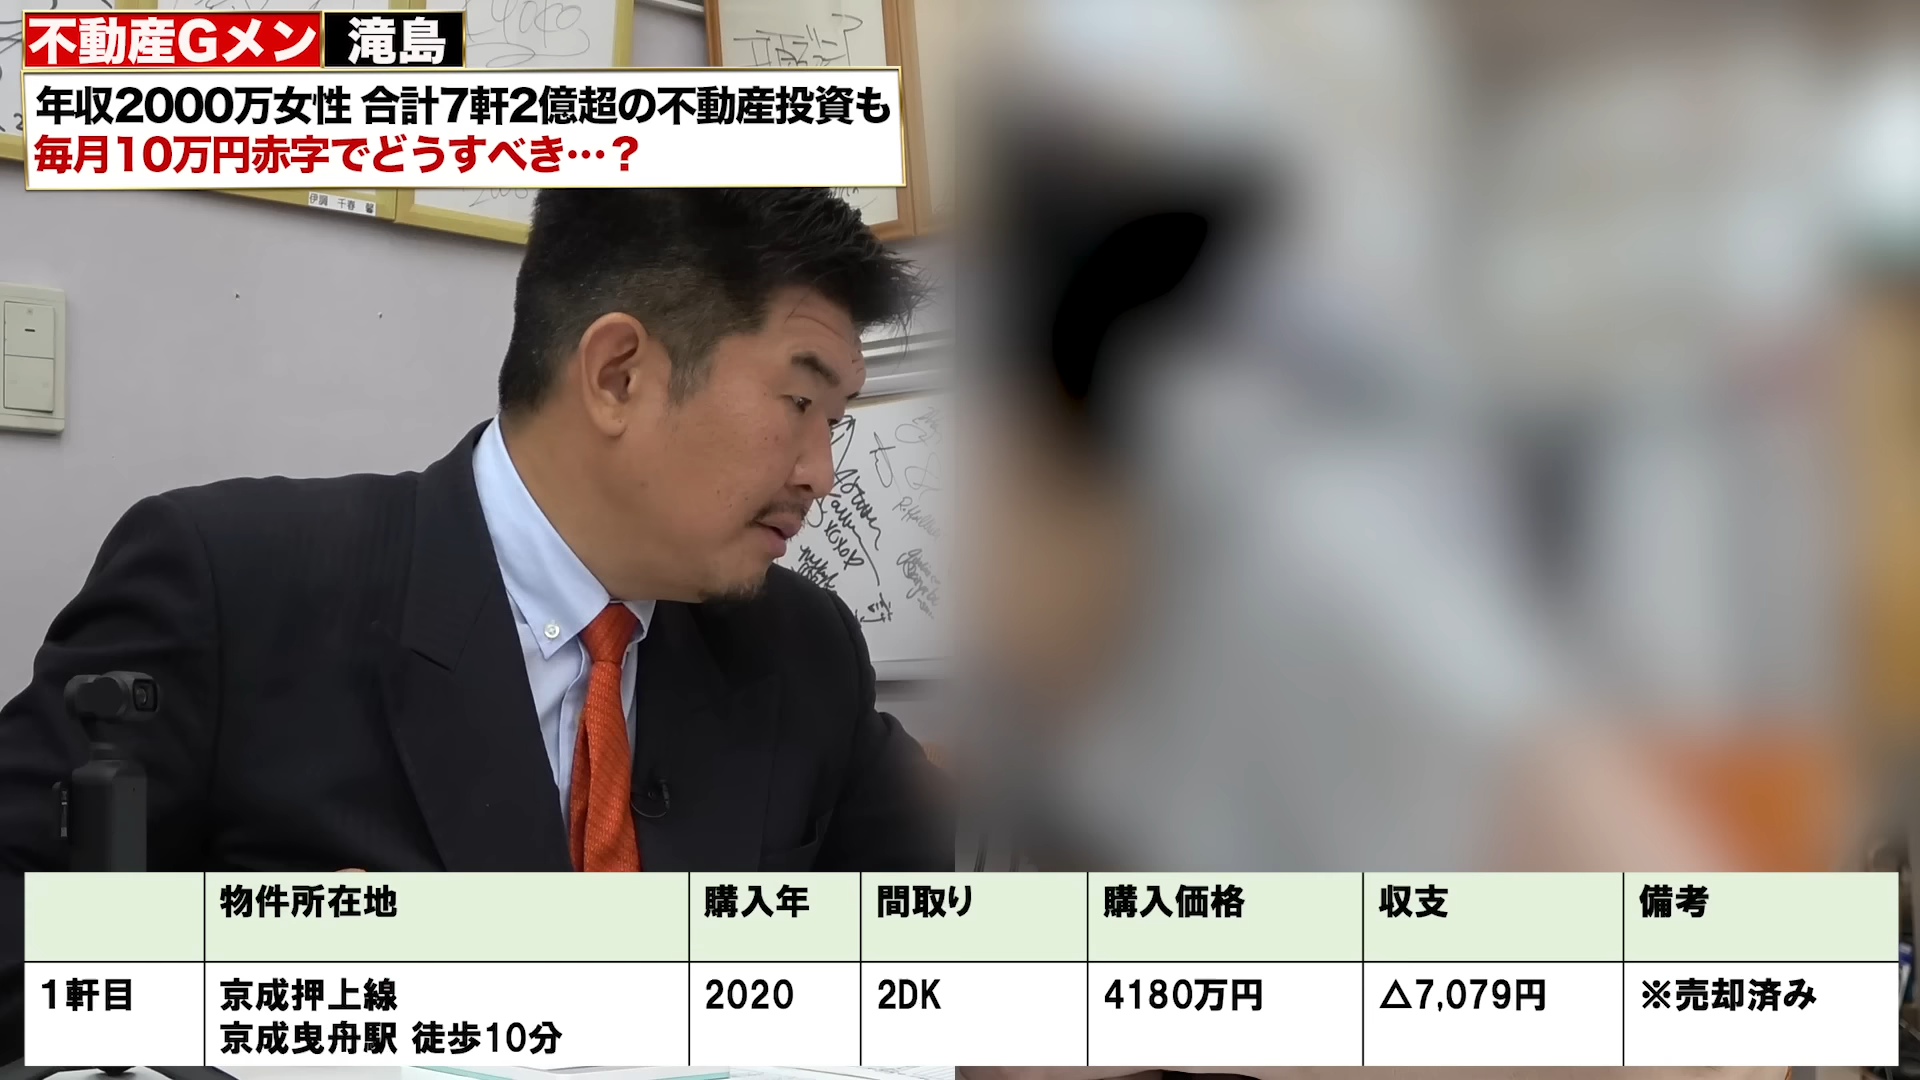 不動産Gメン 滝島
年収2000万女性 合計7軒2億超の不動産投資も
毎月10万円赤字でどうすべき…？
伊調 千春 馨
物件所在地 購入年 間取り 購入価格 収支 備考
1軒目 京成押上線 2020 2DK 4180万円 △7,079円 ※売却済み
京成曳舟駅 徒歩10分